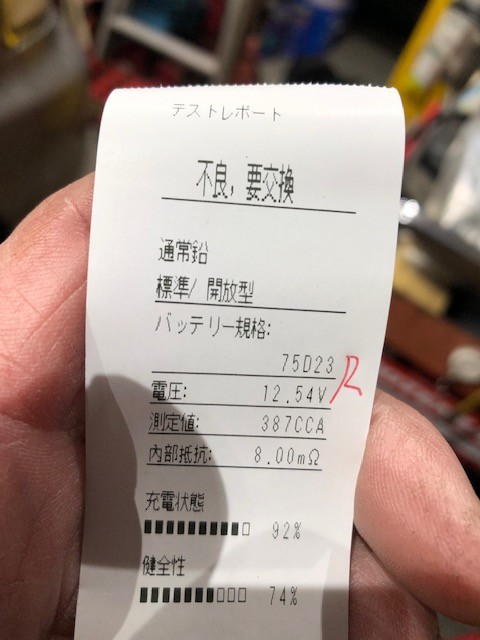 テストレポート
不良, 要交換
通常鉛
標準/ 開放型
バッテリー規格:
75D23 R
電圧: 12.54V
測定値: 387CCA
内部抵抗: 8.00mΩ
充電状態
92%
健全性
74%